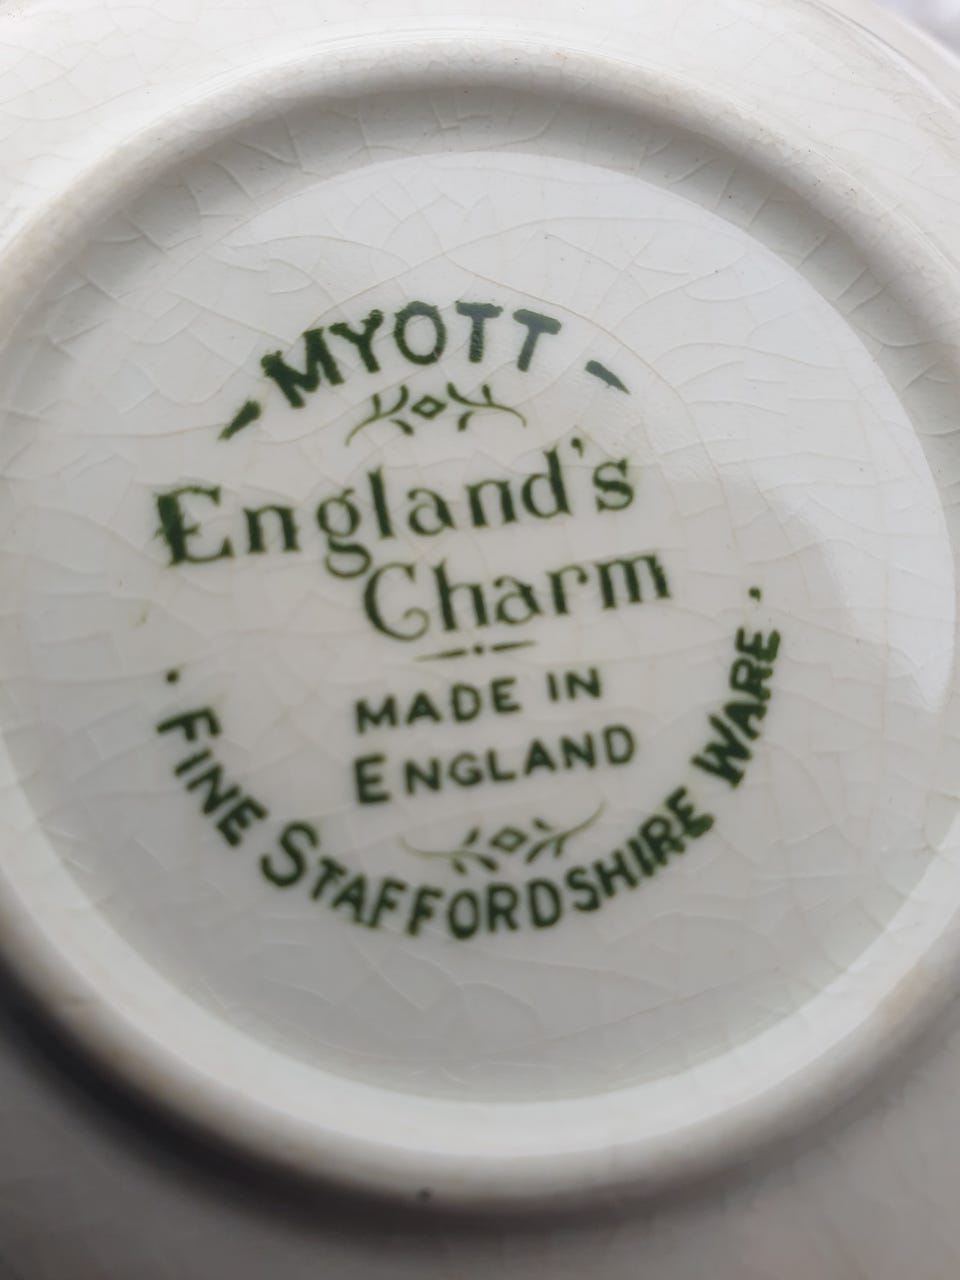 MYOTT
England's
Charm
MADE IN
ENGLAND
FINE STAFFORDSHIRE WARE